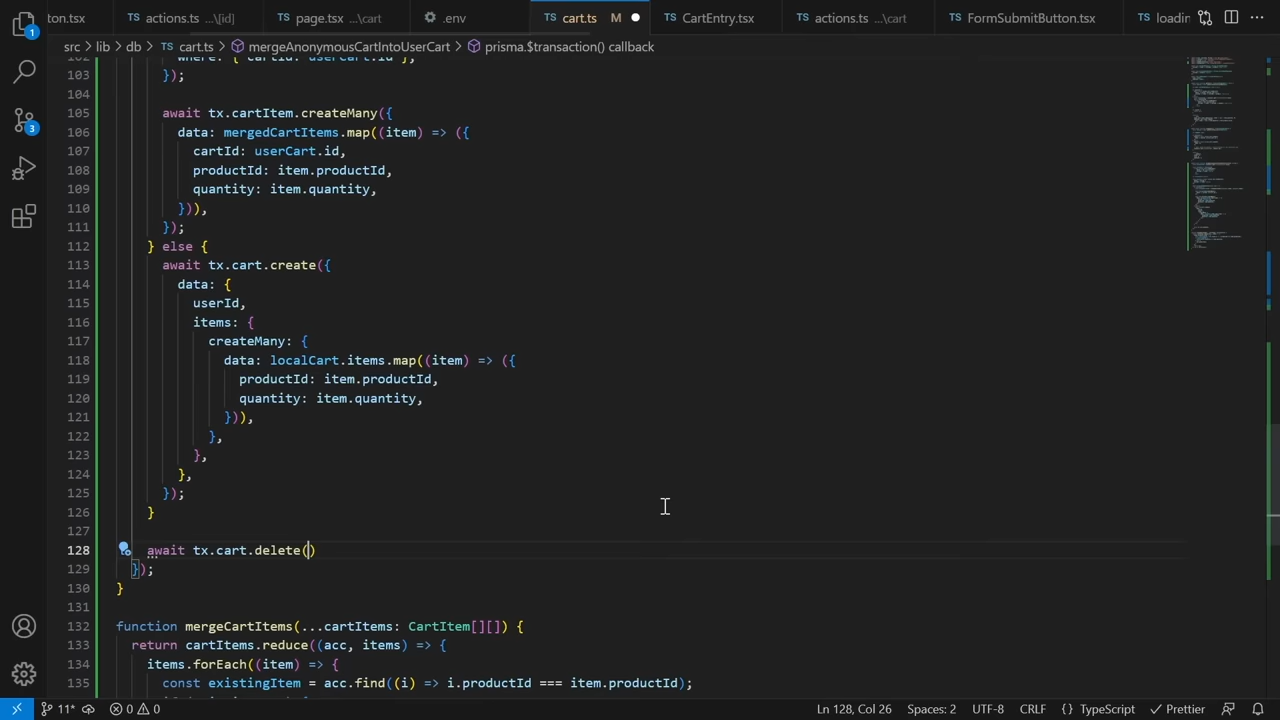 ton.tsx
actions.ts ...\[id]
page.tsx ...\cart
.env
cart.ts M
CartEntry.tsx
actions.ts ...\cart
FormSubmitButton.tsx
loadin
src > lib > db > TS cart.ts > mergeAnonymousCartIntoUserCart > prisma.$transaction() callback
102 where: { cartId: userCart.id },
103 });
104
105 await tx.cartItem.createMany({
106 data: mergedCartItems.map((item) => ({
107 cartId: userCart.id,
108 productId: item.productId,
109 quantity: item.quantity,
110 })),
111 });
112 } else {
113 await tx.cart.create({
114 data: {
115 userId,
116 items: {
117 createMany: {
118 data: localCart.items.map((item) => ({
119 productId: item.productId,
120 quantity: item.quantity,
121 })),
122 },
123 },
124 },
125 });
126 }
127
128 await tx.cart.delete()
129 });
130 }
131
132 function mergeCartItems(...cartItems: CartItem[][]) {
133 return cartItems.reduce((acc, items) => {
134 items.forEach((item) => {
135 const existingItem = acc.find((i) => i.productId === item.productId);
1
3
11* 0 0 Ln 128, Col 26 Spaces: 2 UTF-8 CRLF {} TypeScript Prettier